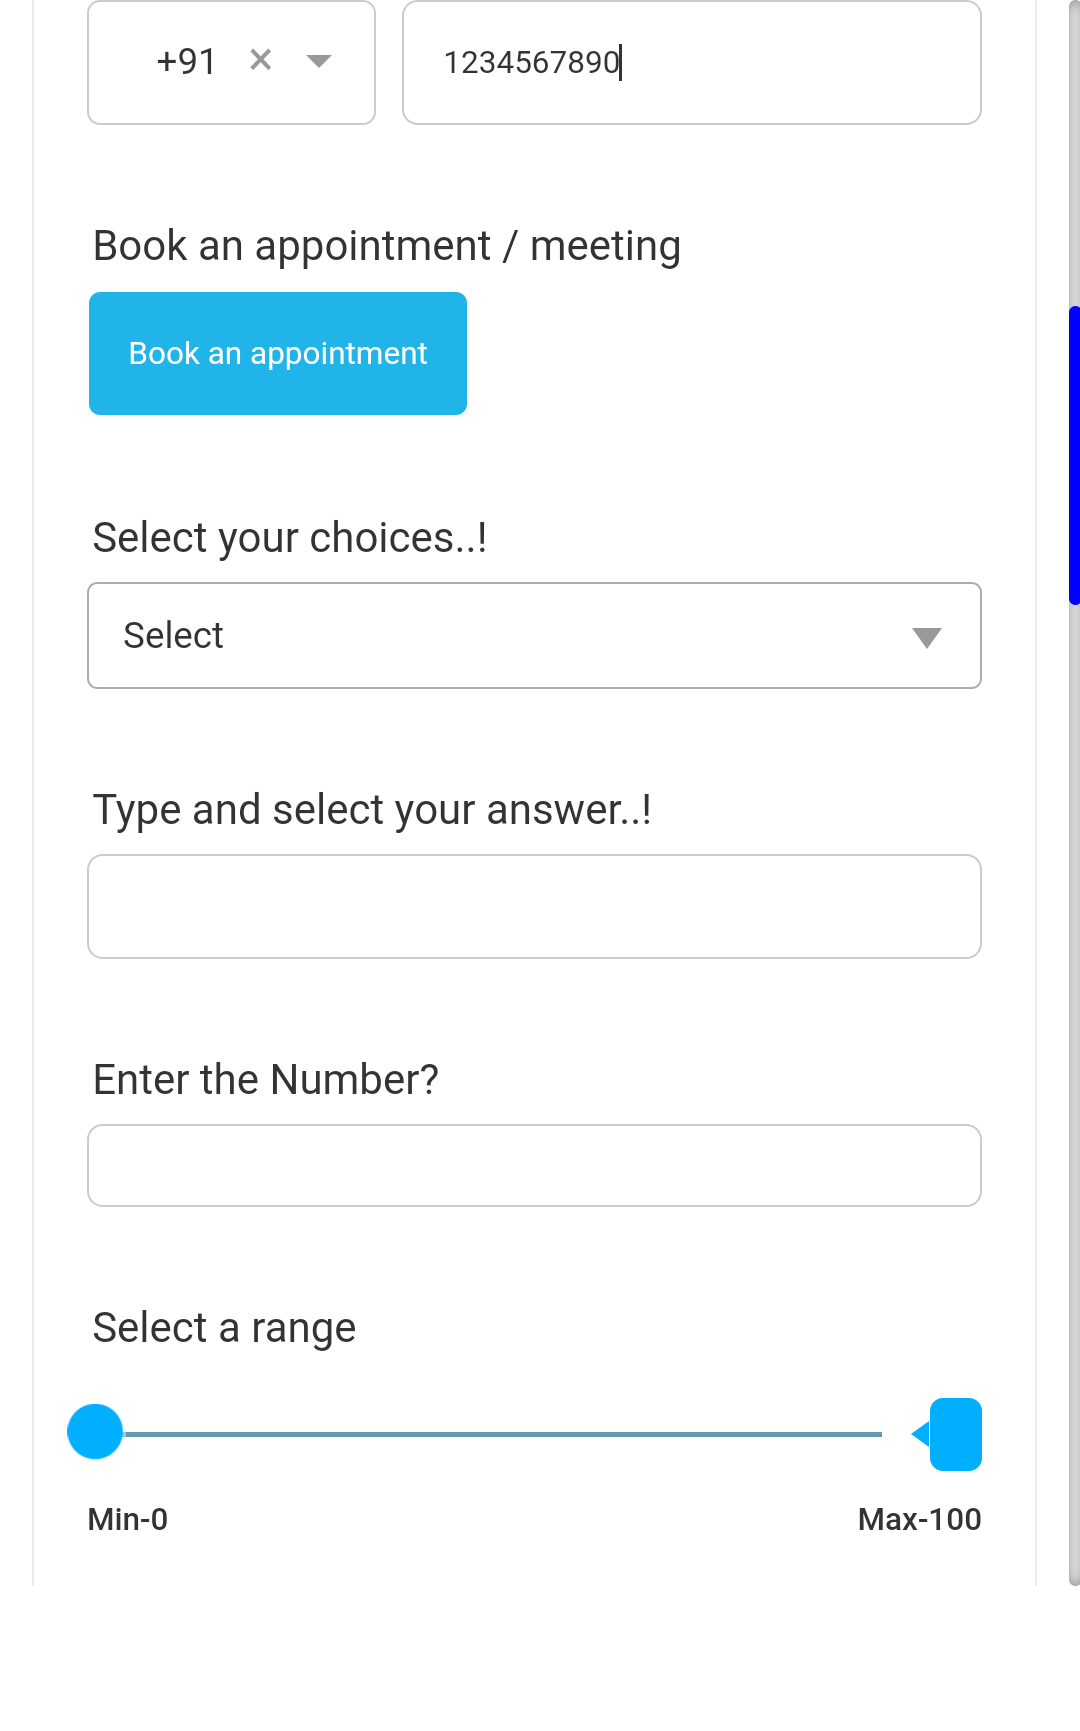 +91 × 1234567890
Book an appointment / meeting
Book an appointment
Select your choices..!
Select
Type and select your answer..!
Enter the Number?
Select a range
Min-0 Max-100